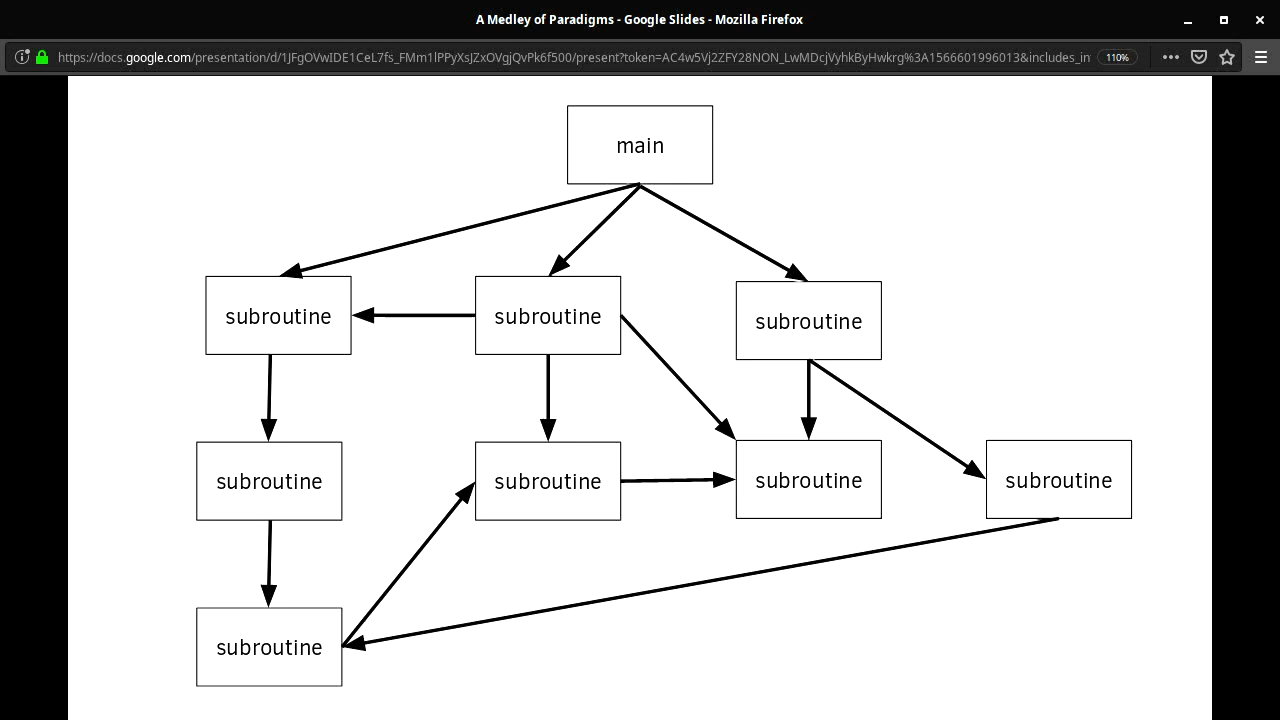 A Medley of Paradigms - Google Slides - Mozilla Firefox
https://docs.google.com/presentation/d/1JFgOVwIDE1CeL7fs_FMm1lPPyXsJZxOVgjQvPk6f500/present?token=AC4w5Vj2ZFY28NON_LwMDcjVyhkByHwkrg%3A1566601996013&includes_in 110%
main
subroutine subroutine subroutine
subroutine subroutine subroutine subroutine
subroutine